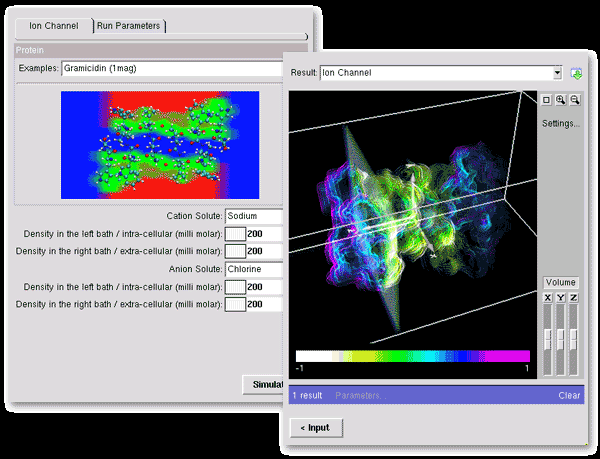 Ion Channel Run Parameters
Protein
Examples: Gramicidin (1mag)
Cation Solute: Sodium
Density in the left bath / intra-cellular (milli molar): 200
Density in the right bath / extra-cellular (milli molar): 200
Anion Solute: Chlorine
Density in the left bath / intra-cellular (milli molar): 200
Density in the right bath / extra-cellular (milli molar): 200
Simulat
Result: Ion Channel
Settings...
Volume
X Y Z
-1 1
1 result Parameters... Clear
< Input